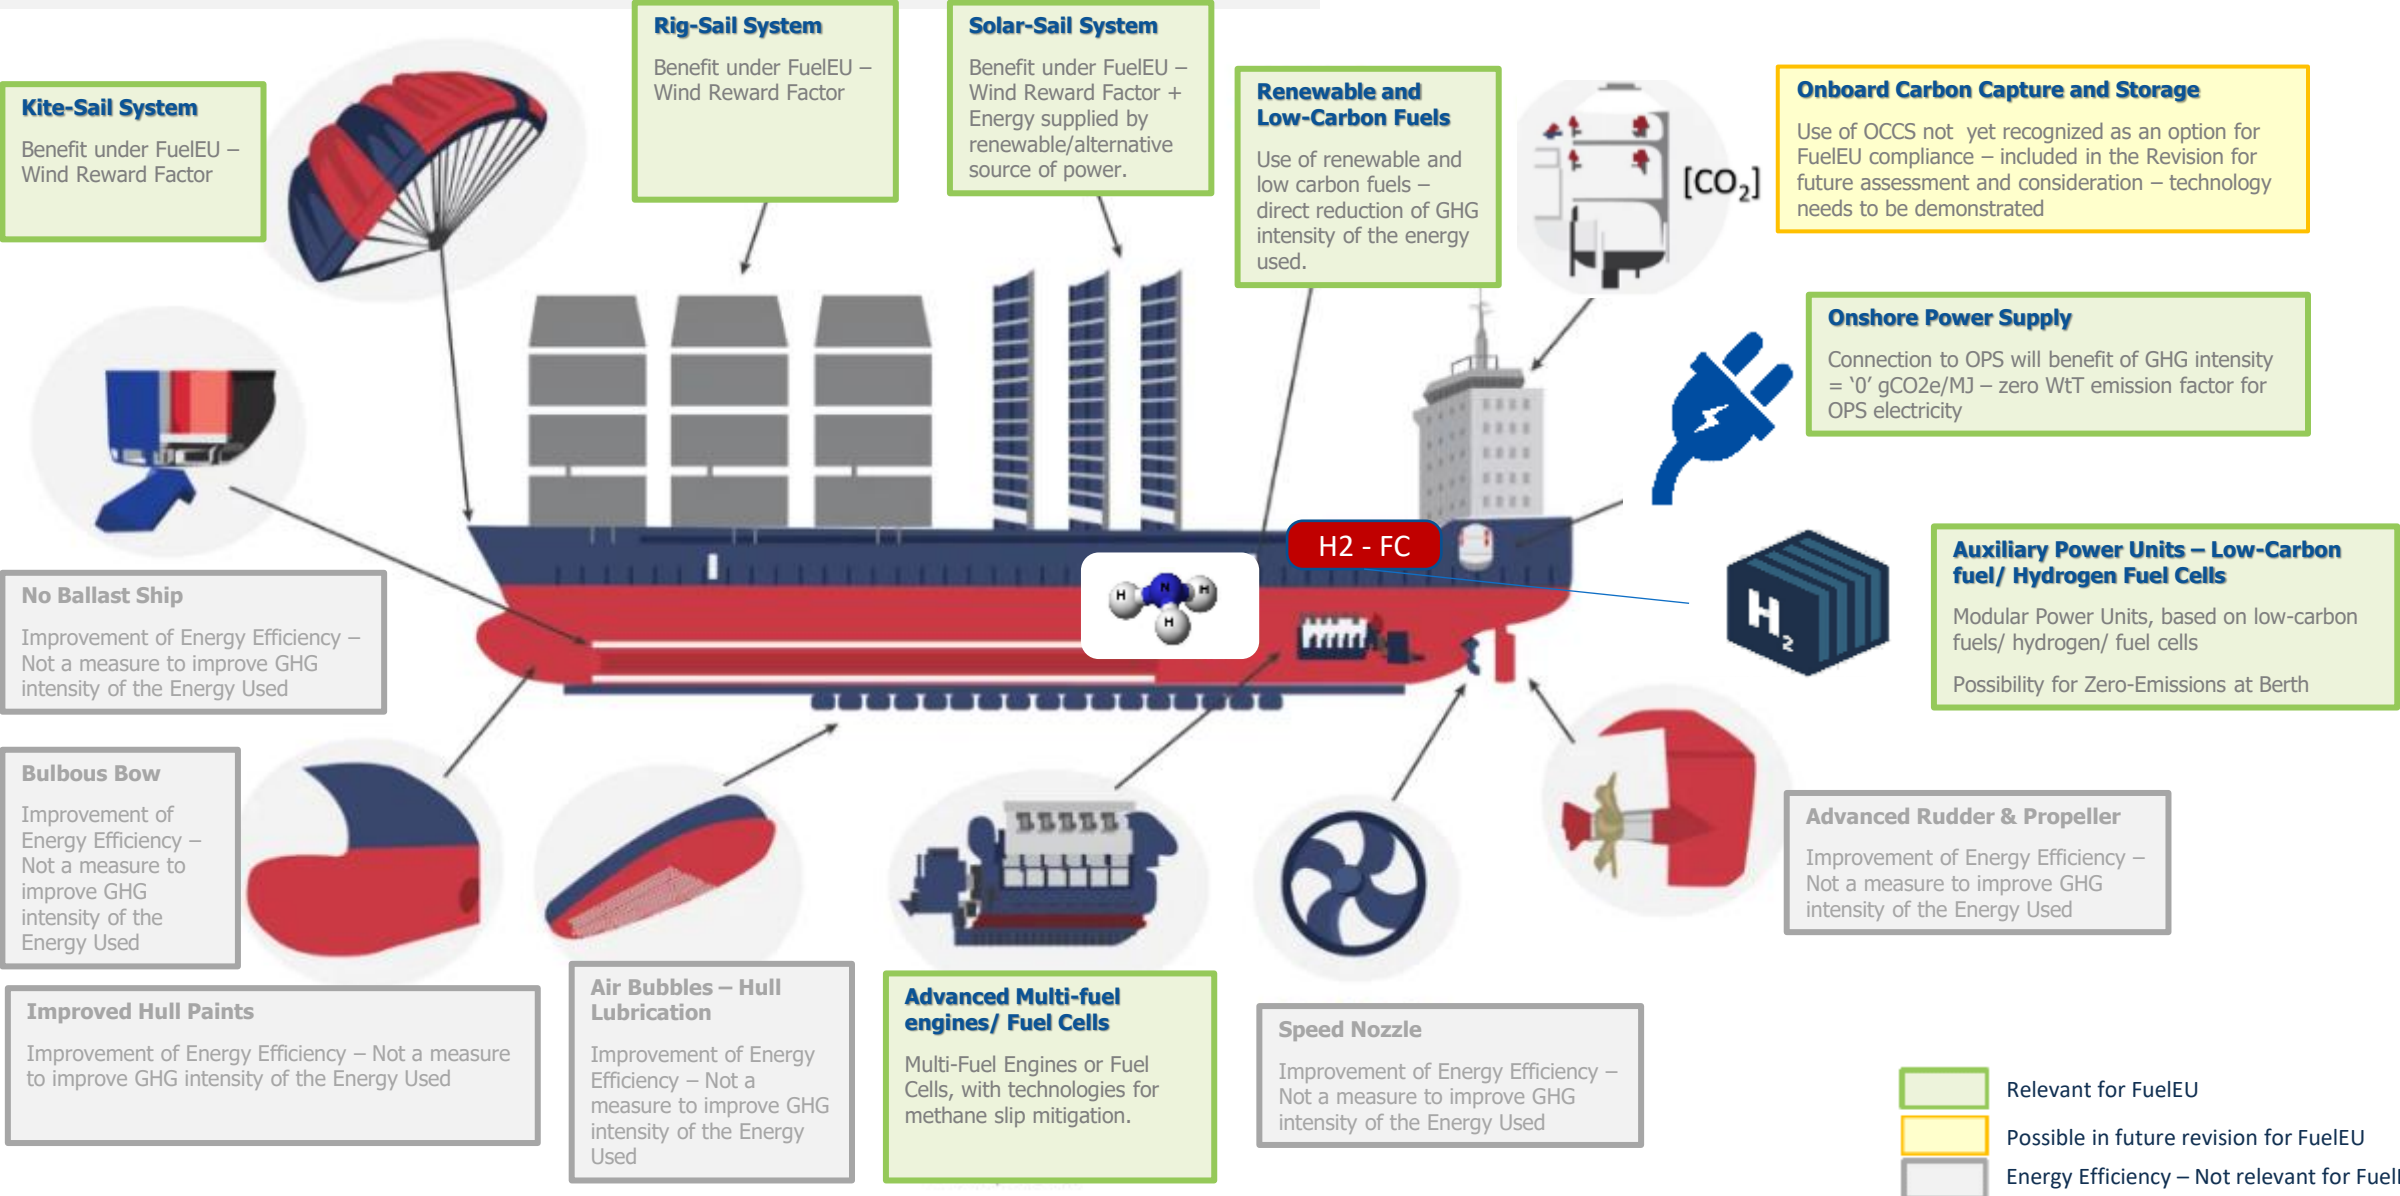 Rig-Sail System
Benefit under FuelEU –
Wind Reward Factor
Solar-Sail System
Benefit under FuelEU –
Wind Reward Factor +
Energy supplied by
renewable/alternative
source of power.
Kite-Sail System
Benefit under FuelEU –
Wind Reward Factor
Renewable and
Low-Carbon Fuels
Use of renewable and
low carbon fuels –
direct reduction of GHG
intensity of the energy
used.
[CO₂]
Onboard Carbon Capture and Storage
Use of OCCS not  yet recognized as an option for
FuelEU compliance – included in the Revision for
future assessment and consideration – technology
needs to be demonstrated
Onshore Power Supply
Connection to OPS will benefit of GHG intensity
= ‘0’ gCO2e/MJ – zero WtT emission factor for
OPS electricity
H2 - FC
H N H
H
H₂
Auxiliary Power Units – Low-Carbon
fuel/ Hydrogen Fuel Cells
Modular Power Units, based on low-carbon
fuels/ hydrogen/ fuel cells
Possibility for Zero-Emissions at Berth
No Ballast Ship
Improvement of Energy Efficiency –
Not a measure to improve GHG
intensity of the Energy Used
Bulbous Bow
Improvement of
Energy Efficiency –
Not a measure to
improve GHG
intensity of the
Energy Used
Advanced Rudder & Propeller
Improvement of Energy Efficiency –
Not a measure to improve GHG
intensity of the Energy Used
Improved Hull Paints
Improvement of Energy Efficiency – Not a measure
to improve GHG intensity of the Energy Used
Air Bubbles – Hull
Lubrication
Improvement of Energy
Efficiency – Not a
measure to improve GHG
intensity of the Energy
Used
Advanced Multi-fuel
engines/ Fuel Cells
Multi-Fuel Engines or Fuel
Cells, with technologies for
methane slip mitigation.
Speed Nozzle
Improvement of Energy Efficiency –
Not a measure to improve GHG
intensity of the Energy Used
Relevant for FuelEU
Possible in future revision for FuelEU
Energy Efficiency – Not relevant for